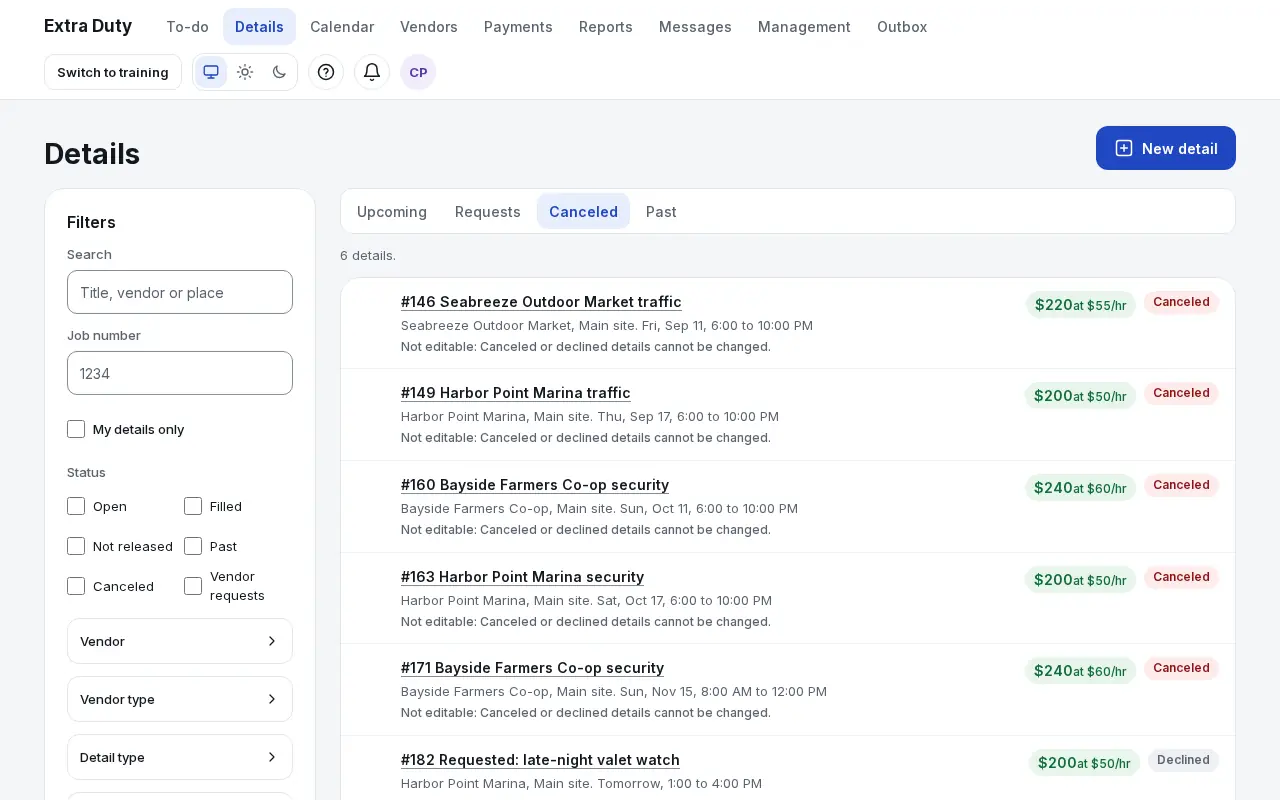 Extra Duty
To-do
Details
Calendar
Vendors
Payments
Reports
Messages
Management
Outbox
Switch to training
CP
Details
New detail
Filters
Search
Title, vendor or place
Job number
1234
My details only
Status
Open
Filled
Not released
Past
Canceled
Vendor
requests
Vendor
Vendor type
Detail type
Upcoming
Requests
Canceled
Past
6 details.
#146 Seabreeze Outdoor Market traffic
Seabreeze Outdoor Market, Main site. Fri, Sep 11, 6:00 to 10:00 PM
Not editable: Canceled or declined details cannot be changed.
$220at $55/hr
Canceled
#149 Harbor Point Marina traffic
Harbor Point Marina, Main site. Thu, Sep 17, 6:00 to 10:00 PM
Not editable: Canceled or declined details cannot be changed.
$200at $50/hr
Canceled
#160 Bayside Farmers Co-op security
Bayside Farmers Co-op, Main site. Sun, Oct 11, 6:00 to 10:00 PM
Not editable: Canceled or declined details cannot be changed.
$240at $60/hr
Canceled
#163 Harbor Point Marina security
Harbor Point Marina, Main site. Sat, Oct 17, 6:00 to 10:00 PM
Not editable: Canceled or declined details cannot be changed.
$200at $50/hr
Canceled
#171 Bayside Farmers Co-op security
Bayside Farmers Co-op, Main site. Sun, Nov 15, 8:00 AM to 12:00 PM
Not editable: Canceled or declined details cannot be changed.
$240at $60/hr
Canceled
#182 Requested: late-night valet watch
Harbor Point Marina, Main site. Tomorrow, 1:00 to 4:00 PM
$200at $50/hr
Declined